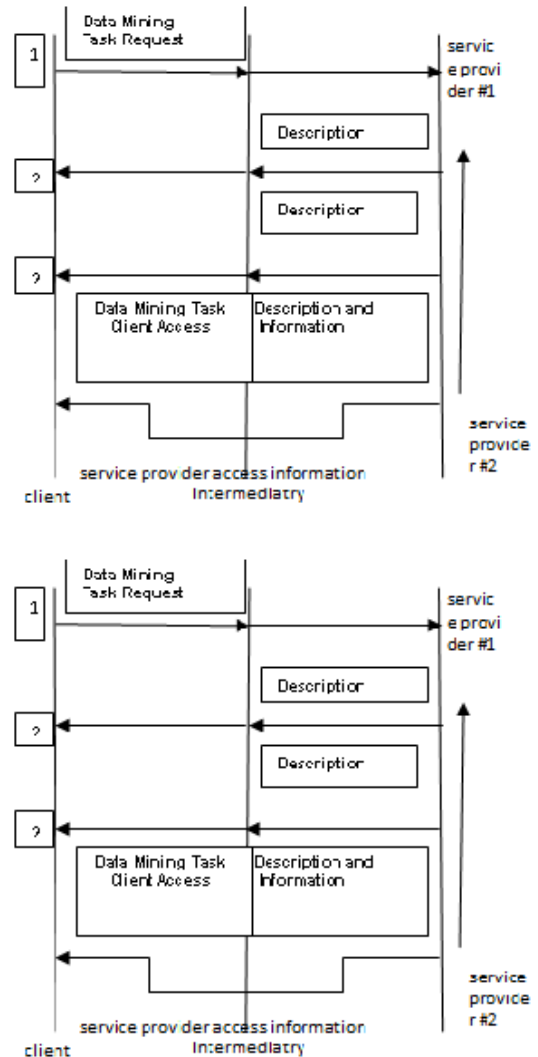 Data Mining
Task Request
1
servic
e provi
der #1
Description
2
Description
2
Data Mining Task
Client Access
Description and
Information
service
provide
r #2
service provider access information
Intermediatry
client
Data Mining
Task Request
1
servic
e provi
der #1
Description
2
Description
2
Data Mining Task
Client Access
Description and
Information
service
provide
r #2
service provider access information
Intermediatry
client